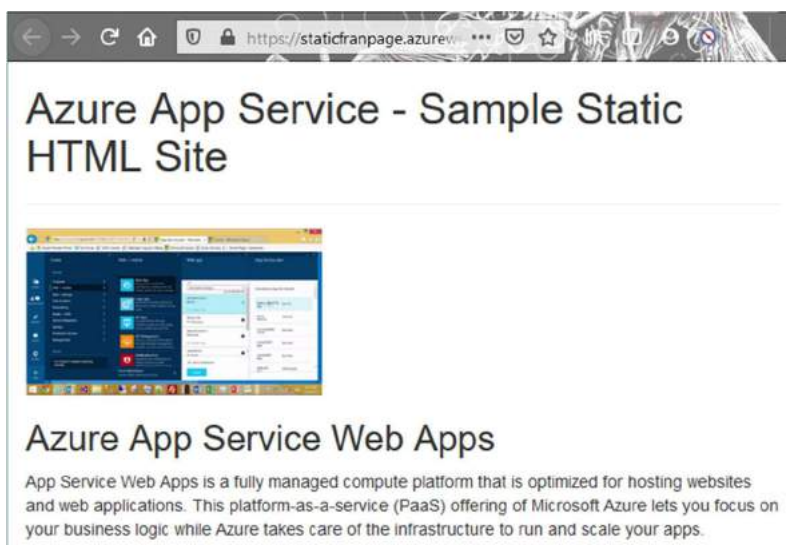 https://staticfranpage.azurew
Azure App Service - Sample Static
HTML Site
Azure App Service Web Apps
App Service Web Apps is a fully managed compute platform that is optimized for hosting websites
and web applications. This platform-as-a-service (PaaS) offering of Microsoft Azure lets you focus on
your business logic while Azure takes care of the infrastructure to run and scale your apps.